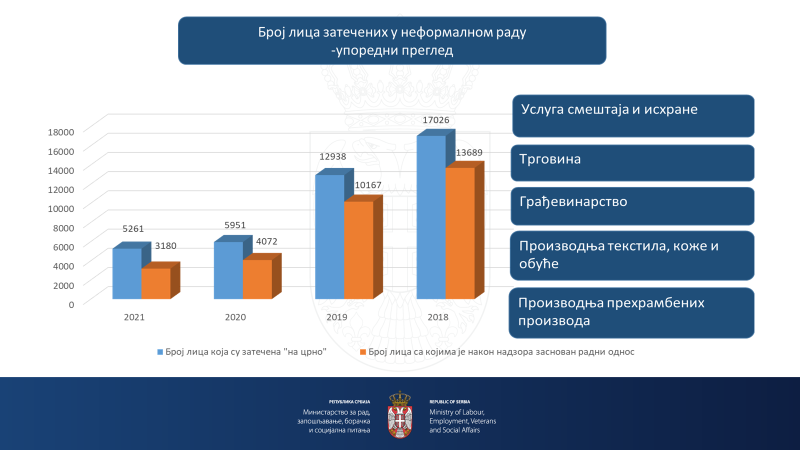 Број лица затечених у неформалном раду
-упоредни преглед
18000
16000
14000
12000
10000
8000
6000
4000
2000
0
5261
3180
5951
4072
12938
10167
17026
13689
2021
2020
2019
2018
Број лица која су затечена "на црно"
Број лица са којима је након надзора заснован радни однос
Услуга смештаја и исхране
Трговина
Грађевинарство
Производња текстила, коже и
обуће
Производња прехрамбених
производа
РЕПУБЛИКА СРБИЈА
Министарство за рад,
запошљавање, борачка
и социјална питања
REPUBLIC OF SERBIA
Ministry of Labour,
Employment, Veterans
and Social Affairs